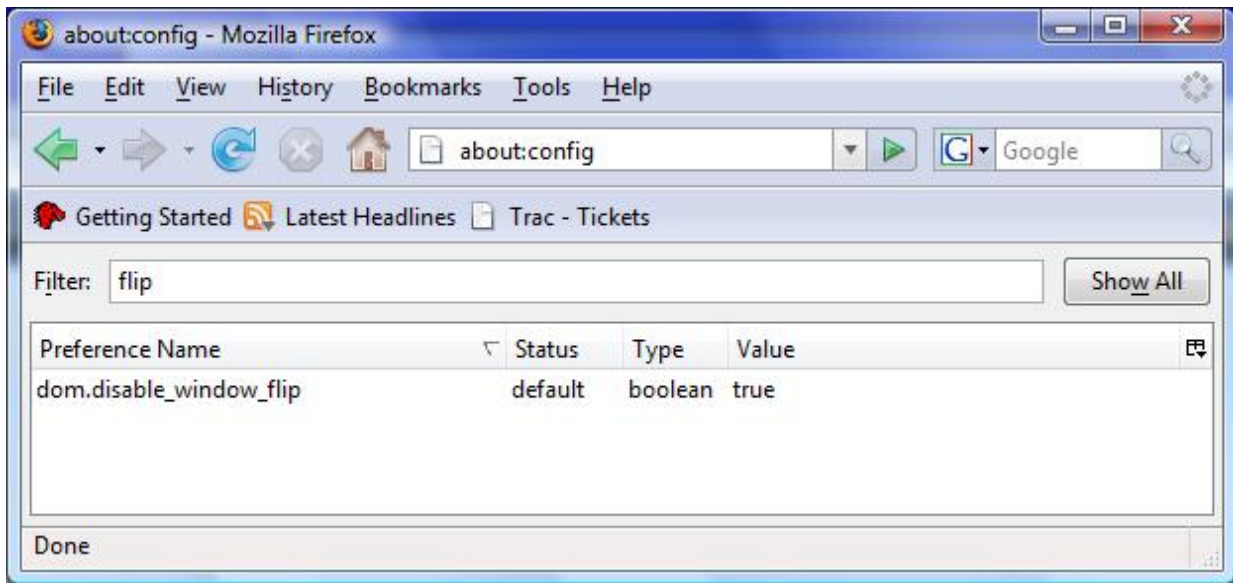 about:config - Mozilla Firefox
File Edit View History Bookmarks Tools Help
about:config G Google
Getting Started Latest Headlines Trac - Tickets
Filter: flip Show All
Preference Name Status Type Value
dom.disable_window_flip default boolean true
Done